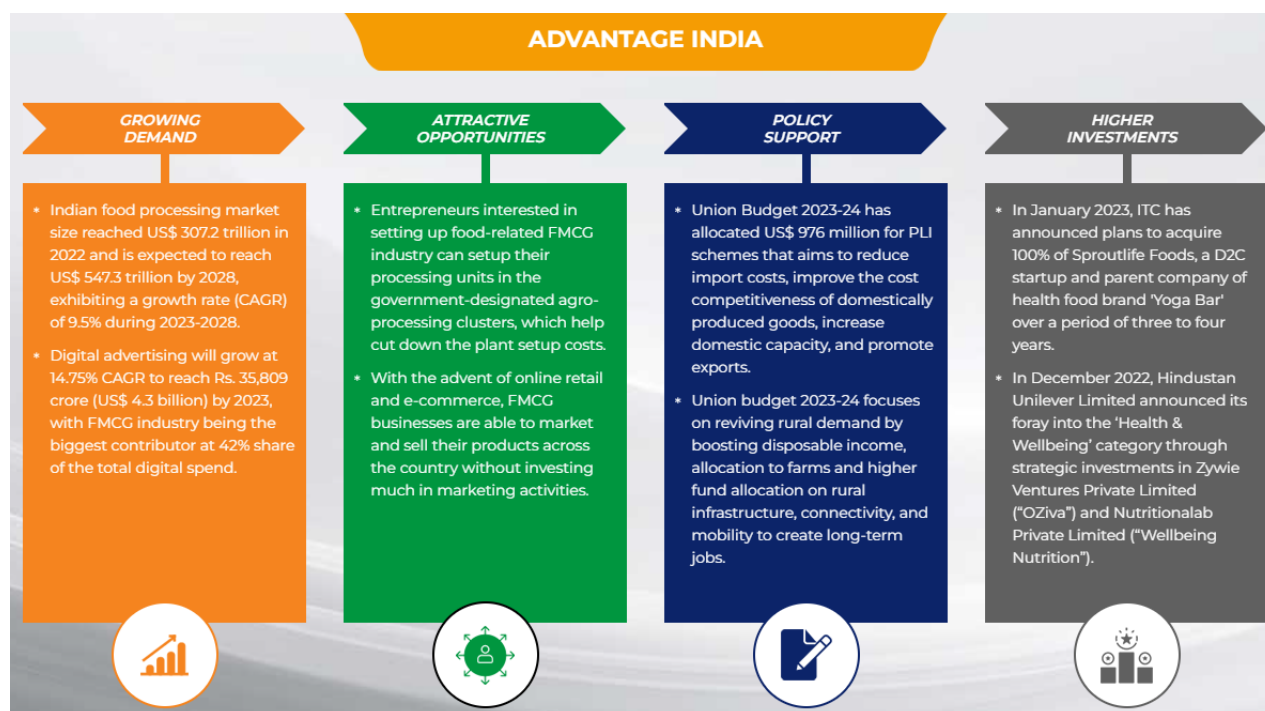 ADVANTAGE INDIA
GROWING
DEMAND
* Indian food processing market
size reached US$ 307.2 trillion in
2022 and is expected to reach
US$ 547.3 trillion by 2028,
exhibiting a growth rate (CAGR)
of 9.5% during 2023-2028.
* Digital advertising will grow at
14.75% CAGR to reach Rs. 35,809
crore (US$ 4.3 billion) by 2023,
with FMCG industry being the
biggest contributor at 42% share
of the total digital spend.
ATTRACTIVE
OPPORTUNITIES
* Entrepreneurs interested in
setting up food-related FMCG
industry can setup their
processing units in the
government-designated agro-
processing clusters, which help
cut down the plant setup costs.
* With the advent of online retail
and e-commerce, FMCG
businesses are able to market
and sell their products across
the country without investing
much in marketing activities.
POLICY
SUPPORT
* Union Budget 2023-24 has
allocated US$ 976 million for PLI
schemes that aims to reduce
import costs, improve the cost
competitiveness of domestically
produced goods, increase
domestic capacity, and promote
exports.
* Union budget 2023-24 focuses
on reviving rural demand by
boosting disposable income,
allocation to farms and higher
fund allocation on rural
infrastructure, connectivity, and
mobility to create long-term
jobs.
HIGHER
INVESTMENTS
* In January 2023, ITC has
announced plans to acquire
100% of Sproutlife Foods, a D2C
startup and parent company of
health food brand 'Yoga Bar'
over a period of three to four
years.
* In December 2022, Hindustan
Unilever Limited announced its
foray into the ‘Health &
Wellbeing’ category through
strategic investments in Zywie
Ventures Private Limited
(“OZiva”) and Nutritionalab
Private Limited (“Wellbeing
Nutrition”).